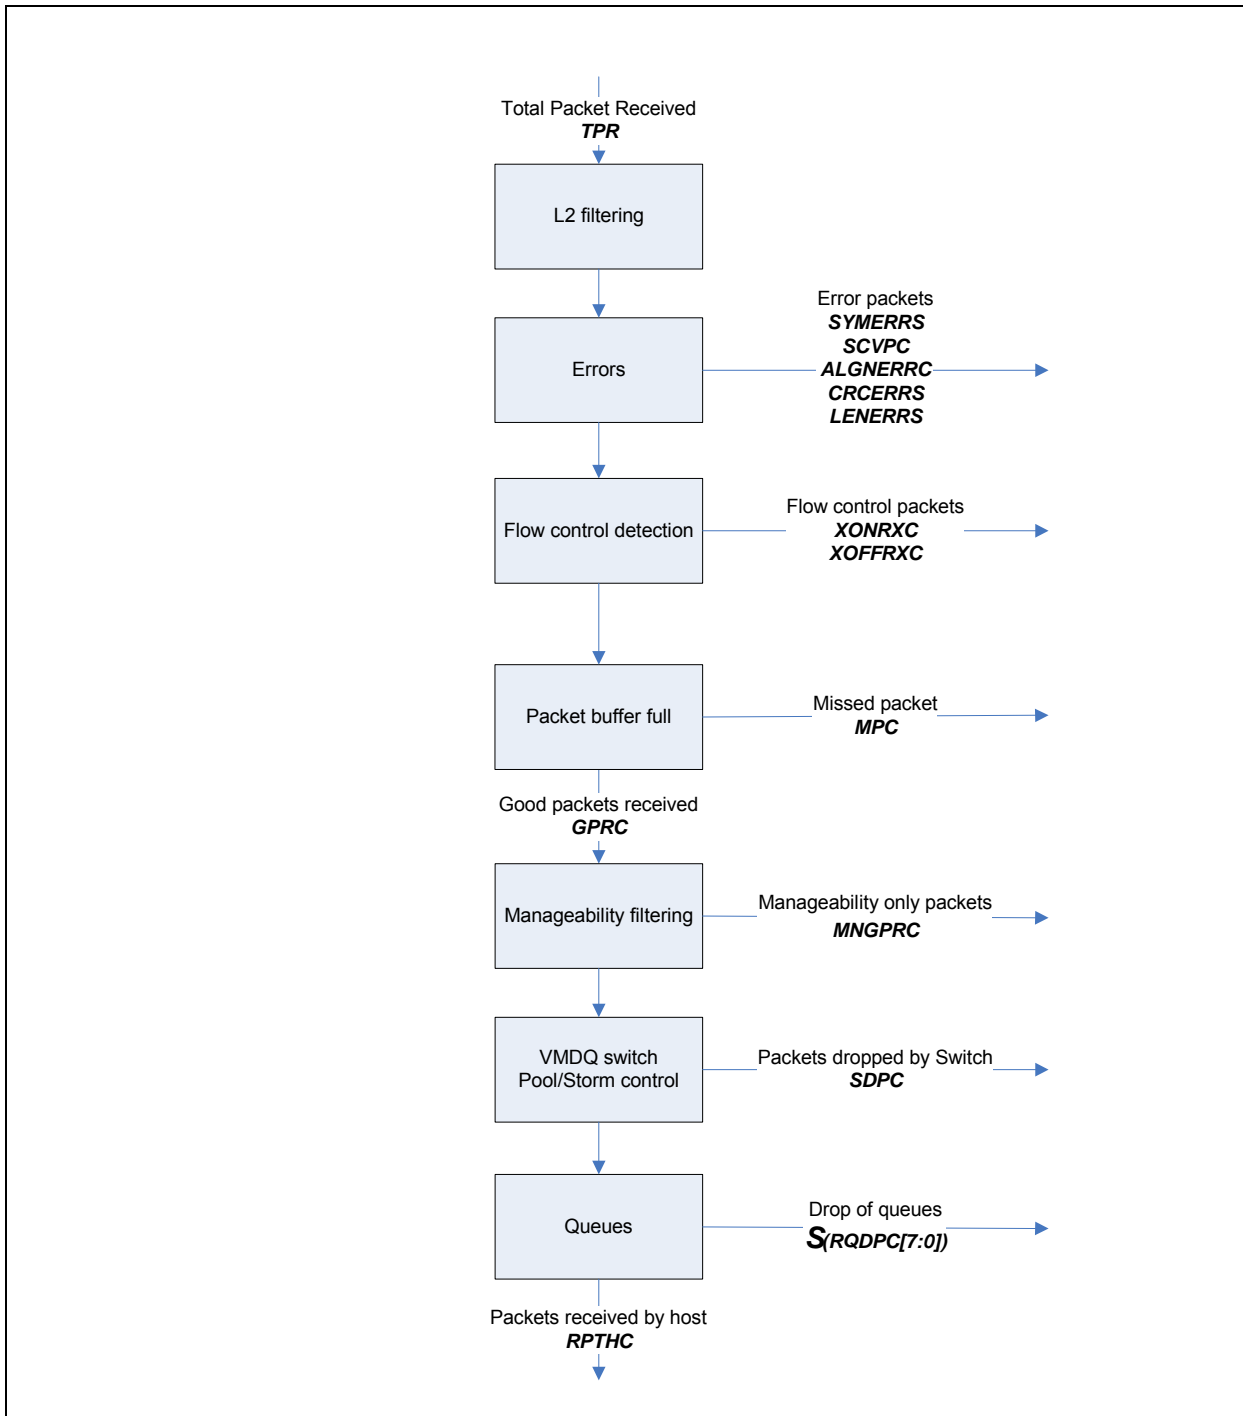 Total Packet Received
TPR
L2 filtering
Error packets
SYMERRS
SCVPC
Errors
ALGNERRC
CRCERRS
LENERRS
Flow control packets
Flow control detection
XONRXC
XOFFRXC
Missed packet
Packet buffer full
MPC
Good packets received
GPRC
Manageability only packets
Manageability filtering
MNGPRC
VMDQ switch
Pool/Storm control
Packets dropped by Switch
SDPC
Drop of queues
Queues
S(RQDPC[7:0])
Packets received by host
RPTHC